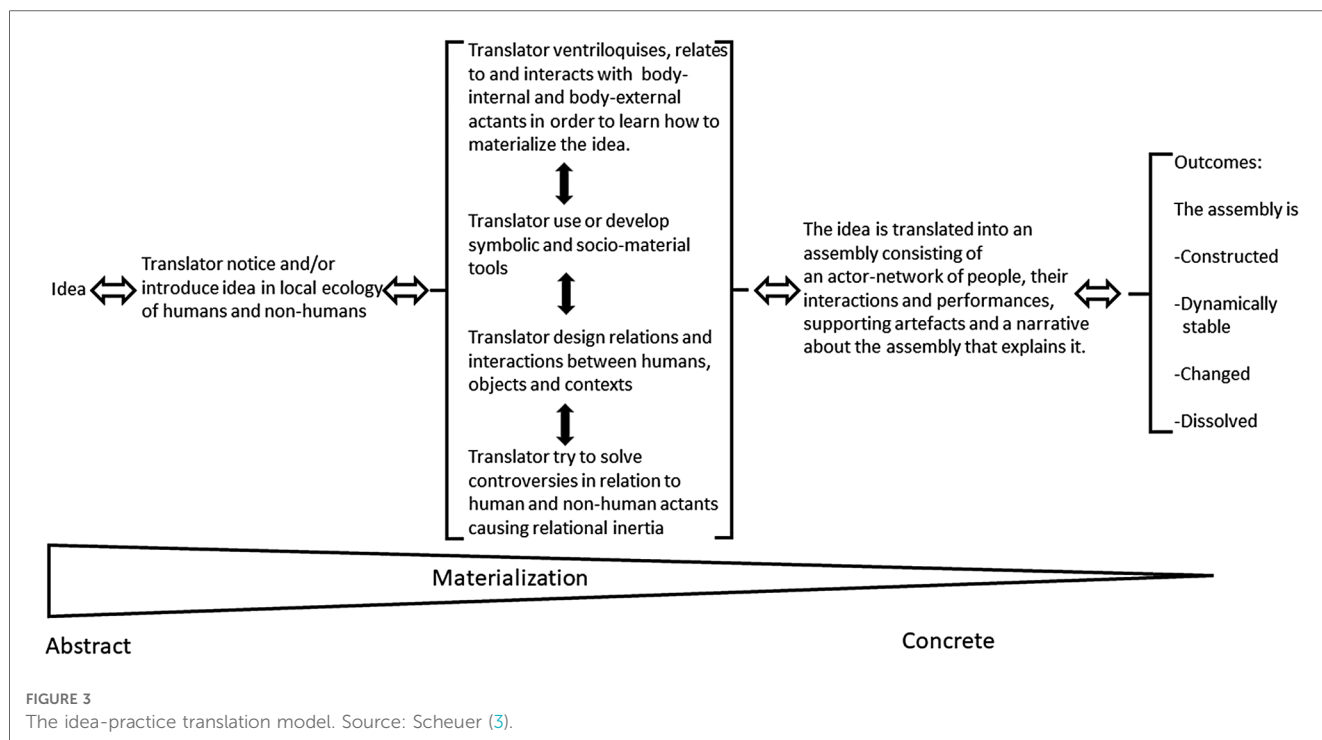 Idea
Translator notice and/or
introduce idea in local ecology
of humans and non-humans
Translator ventriloquises, relates
to and interacts with body-
internal and body-external
actants in order to learn how to
materialize the idea.
Translator use or develop
symbolic and socio-material
tools
Translator design relations and
interactions between humans,
objects and contexts
Translator try to solve
controversies in relation to
human and non-human actants
causing relational inertia
The idea is translated into an
assembly consisting of
an actor-network of people, their
interactions and performances,
supporting artefacts and a narrative
about the assembly that explains it.
Outcomes:
The assembly is
-Constructed
-Dynamically
stable
-Changed
-Dissolved
Materialization
Abstract
Concrete
FIGURE 3
The idea-practice translation model. Source: Scheuer (3).